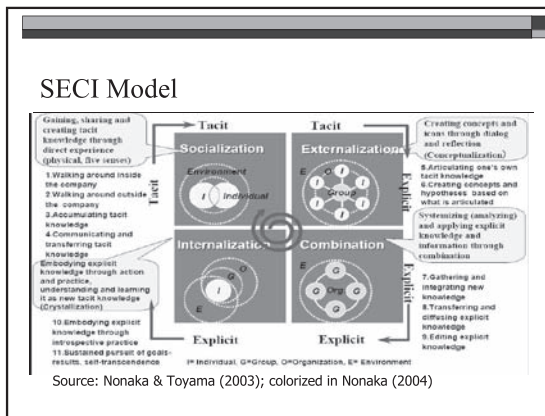 SECI Model
Gaining, sharing and
creating tacit
knowledge through
direct experience
(physical, five senses)
Tacit
Tacit
Creating concepts and
icons through dialog
and reflection
(Conceptualization)
Socialization
Externalization
Environment
I
Individual
E
O
Group
I
I
I
I
I
I
Tacit
Explicit
1.Walking around inside
the company
2.Walking around outside
the company
3.Accumulating tacit
knowledge
4.Communicating and
transferring tacit
knowledge
5.Articulating one's own
tacit knowledge
6.Creating concepts and
hypotheses based on
what is articulated
Systemizing (analyzing)
and applying explicit
knowledge and
information through
combination
Internalization
Combination
Embodying explicit
knowledge through action
and practice,
understanding and learning
it as new tacit knowledge
(Crystallization)
I
G
O
E
E
G
G
Org.
G
G
Tacit
Explicit
7.Gathering and
integrating new
knowledge
8.Transferring and
diffusing explicit
knowledge
9.Editing explicit
knowledge
10.Embodying explicit
knowledge through
introspective practice
11.Sustained pursuit of goals-
results, self-transcendence
Explicit
Explicit
I= Individual, G=Group, O=Organization, E= Environment
Source: Nonaka & Toyama (2003); colorized in Nonaka (2004)